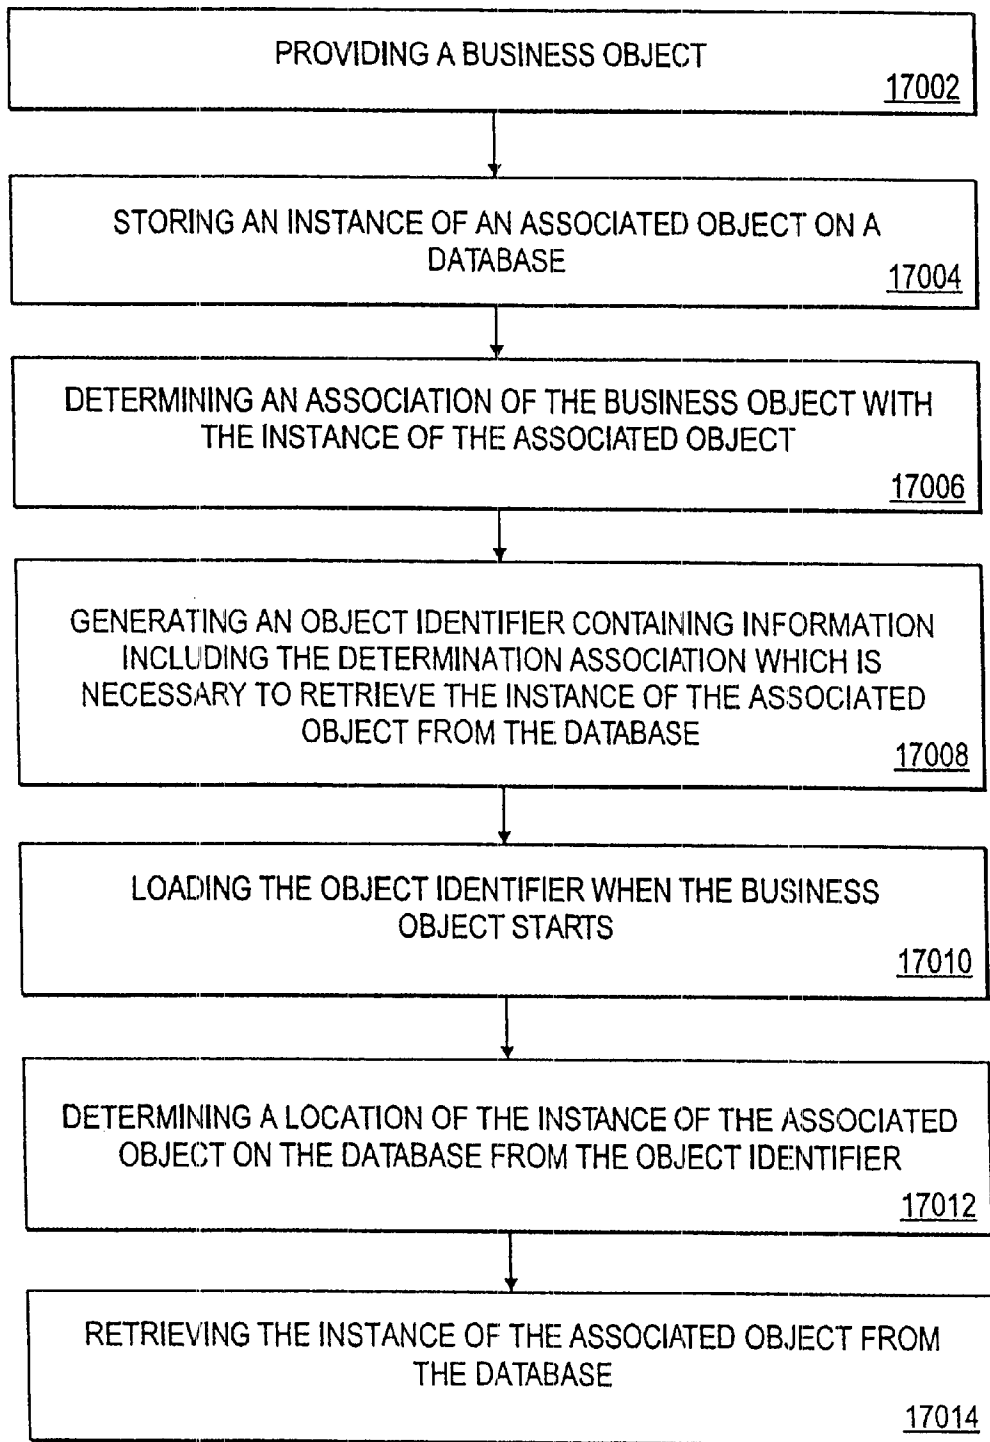 PROVIDING A BUSINESS OBJECT
17002
STORING AN INSTANCE OF AN ASSOCIATED OBJECT ON A
DATABASE
17004
DETERMINING AN ASSOCIATION OF THE BUSINESS OBJECT WITH
THE INSTANCE OF THE ASSOCIATED OBJECT
17006
GENERATING AN OBJECT IDENTIFIER CONTAINING INFORMATION
INCLUDING THE DETERMINATION ASSOCIATION WHICH IS
NECESSARY TO RETRIEVE THE INSTANCE OF THE ASSOCIATED
OBJECT FROM THE DATABASE
17008
LOADING THE OBJECT IDENTIFIER WHEN THE BUSINESS
OBJECT STARTS
17010
DETERMINING A LOCATION OF THE INSTANCE OF THE ASSOCIATED
OBJECT ON THE DATABASE FROM THE OBJECT IDENTIFIER
17012
RETRIEVING THE INSTANCE OF THE ASSOCIATED OBJECT FROM
THE DATABASE
17014